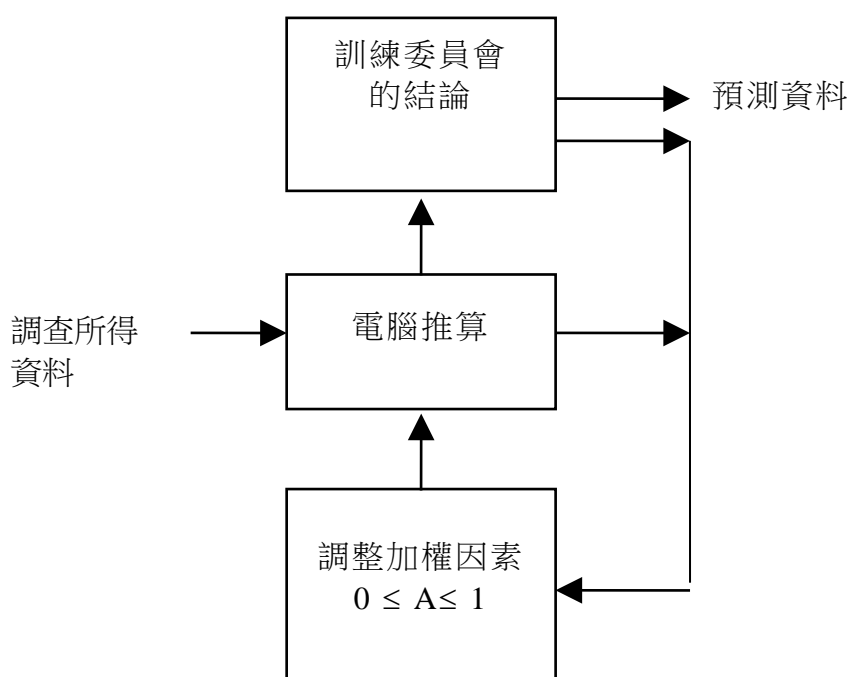 訓練委員會
的結論
預測資料
調查所得
資料
電腦推算
調整加權因素
0 ≤ A≤ 1